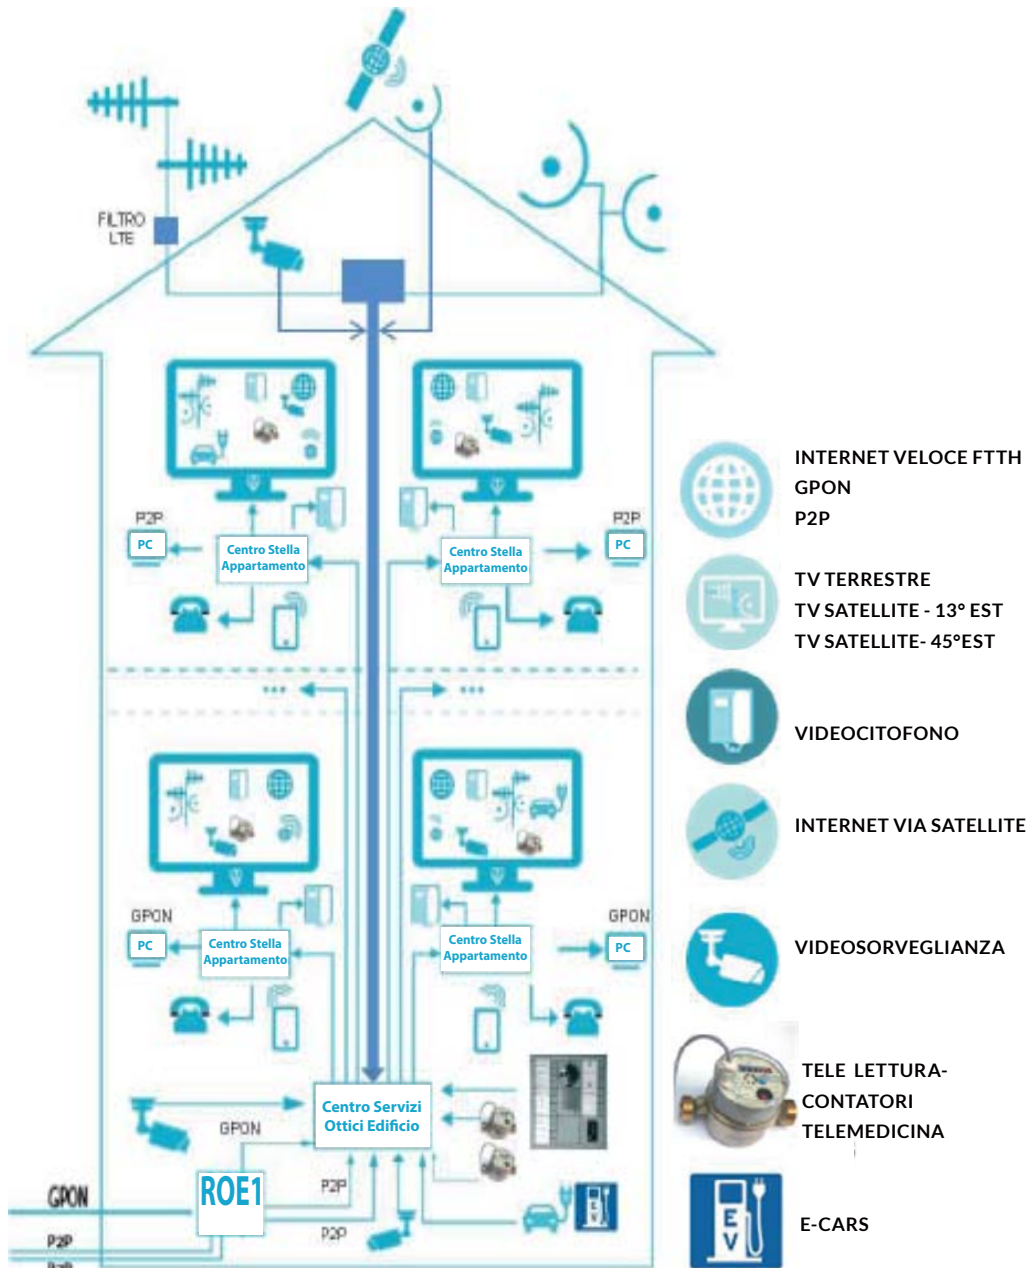 FILTRO
LTE
P2P
PC
Centro Stella
Appartamento
Centro Stella
Appartamento
P2P
PC
...
...
GPON
PC
Centro Stella
Appartamento
Centro Stella
Appartamento
GPON
PC
Centro Servizi
Ottici Edificio
GPON
ROE1
P2P
P2P
GPON
P2P
P2P
INTERNET VELOCE FTTH
GPON
P2P
TV TERRESTRE
TV SATELLITE - 13° EST
TV SATELLITE- 45°EST
VIDEOCITOFONO
INTERNET VIA SATELLITE
VIDEOSORVEGLIANZA
TELE LETTURA-
CONTATORI
TELEMEDICINA
E V
E-CARS